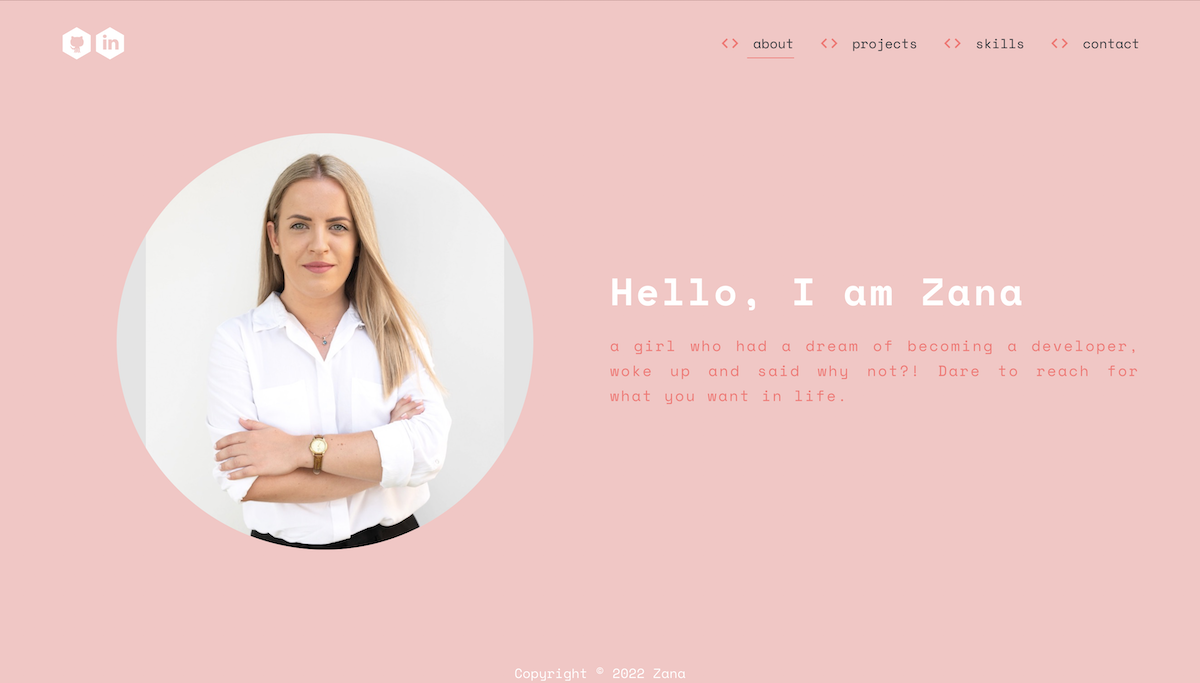 in
<> about <> projects <> skills <> contact
Hello, I am Zana
a girl who had a dream of becoming a developer,
woke up and said why not?! Dare to reach for
what you want in life.
Copyright © 2022 Zana